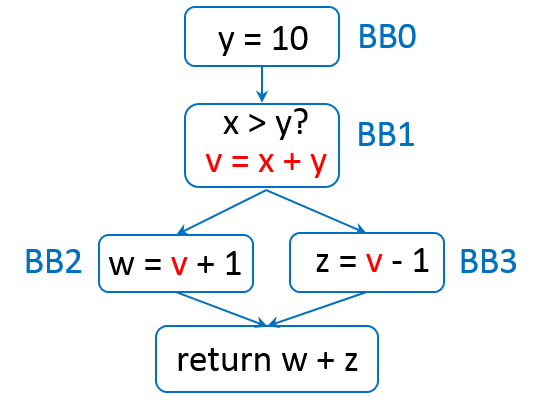 y = 10
BB0
x > y?
v = x + y
BB1
BB2
w = v + 1
z = v - 1
BB3
return w + z